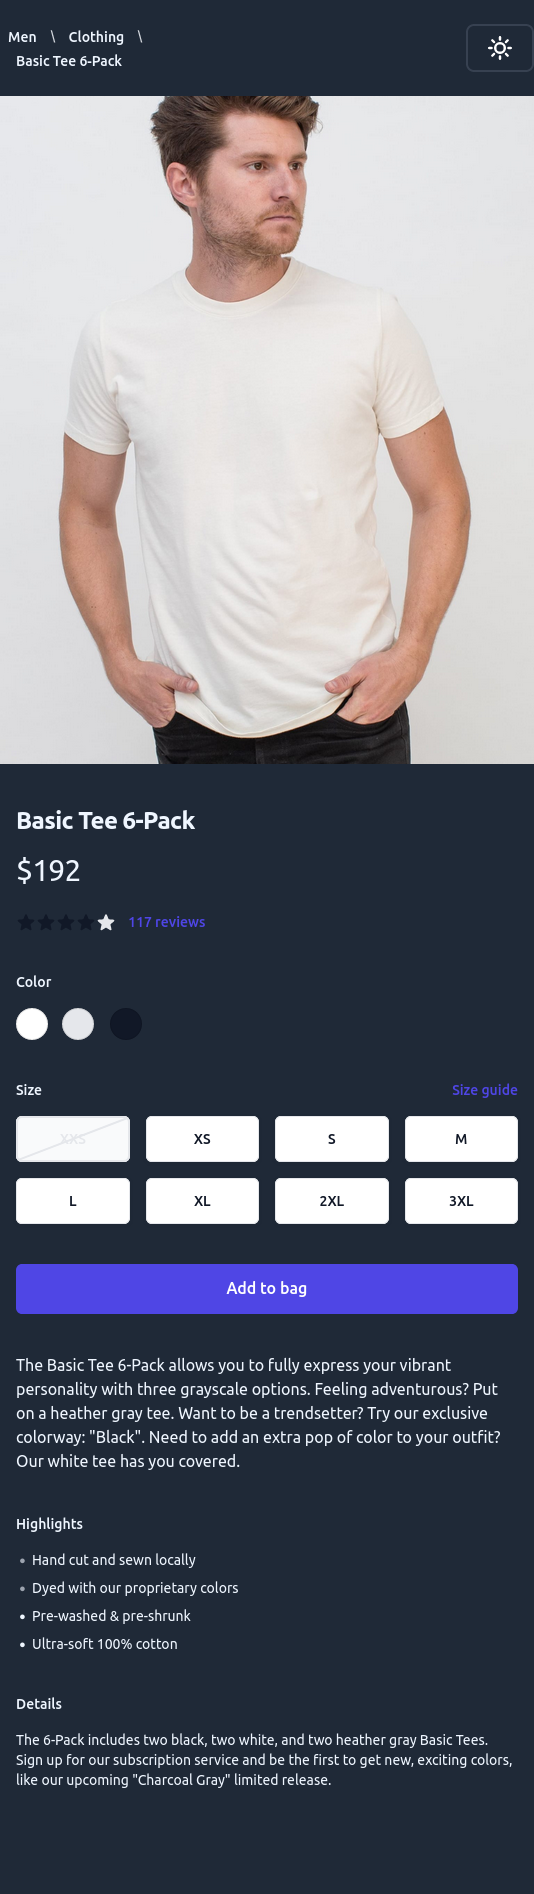 Men \ Clothing \
Basic Tee 6-Pack
Basic Tee 6-Pack
$192
117 reviews
Color
Size
Size guide
XXS
XS
S
M
L
XL
2XL
3XL
Add to bag
The Basic Tee 6-Pack allows you to fully express your vibrant
personality with three grayscale options. Feeling adventurous? Put
on a heather gray tee. Want to be a trendsetter? Try our exclusive
colorway: "Black". Need to add an extra pop of color to your outfit?
Our white tee has you covered.
Highlights
• Hand cut and sewn locally
• Dyed with our proprietary colors
• Pre-washed & pre-shrunk
• Ultra-soft 100% cotton
Details
The 6-Pack includes two black, two white, and two heather gray Basic Tees.
Sign up for our subscription service and be the first to get new, exciting colors,
like our upcoming "Charcoal Gray" limited release.